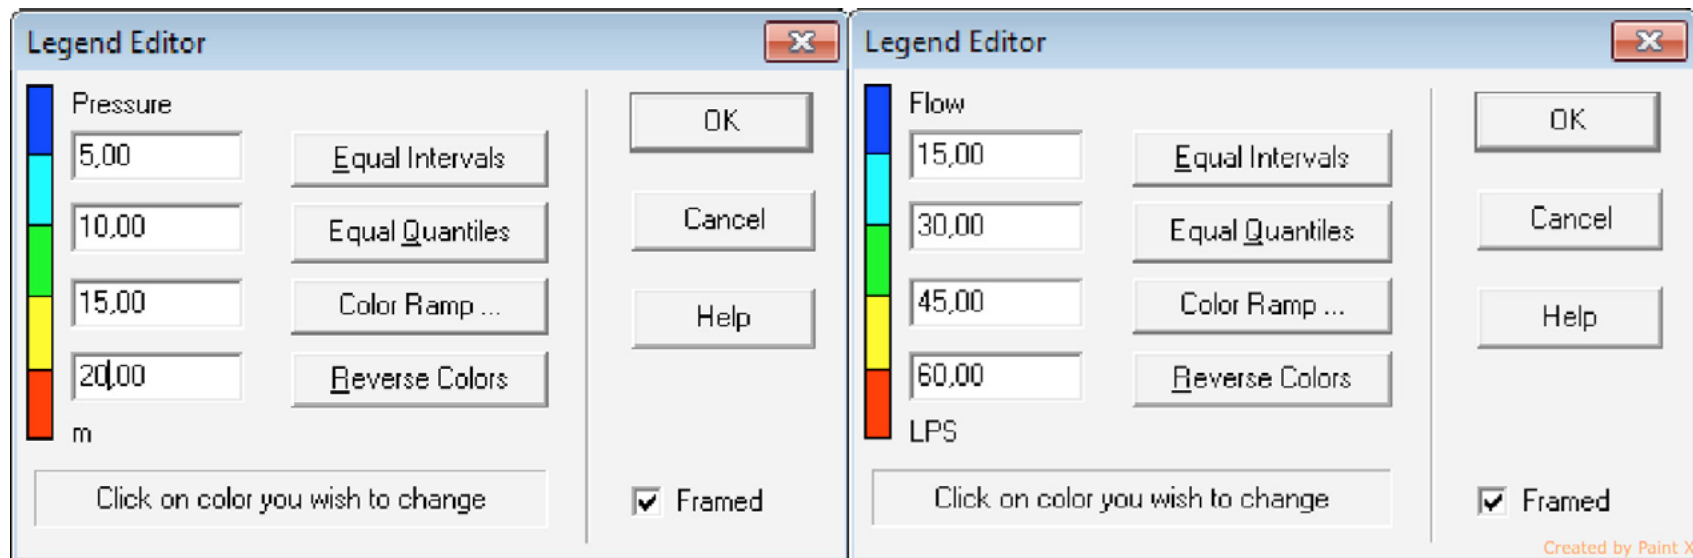 Legend Editor
Pressure
5,00
Equal Intervals
OK
10,00
Equal Quantiles
Cancel
15,00
Color Ramp ...
Help
20,00
Reverse Colors
m
Click on color you wish to change
Framed
Legend Editor
Flow
15,00
Equal Intervals
OK
30,00
Equal Quantiles
Cancel
45,00
Color Ramp ...
Help
60,00
Reverse Colors
LPS
Click on color you wish to change
Framed
Created by Paint X